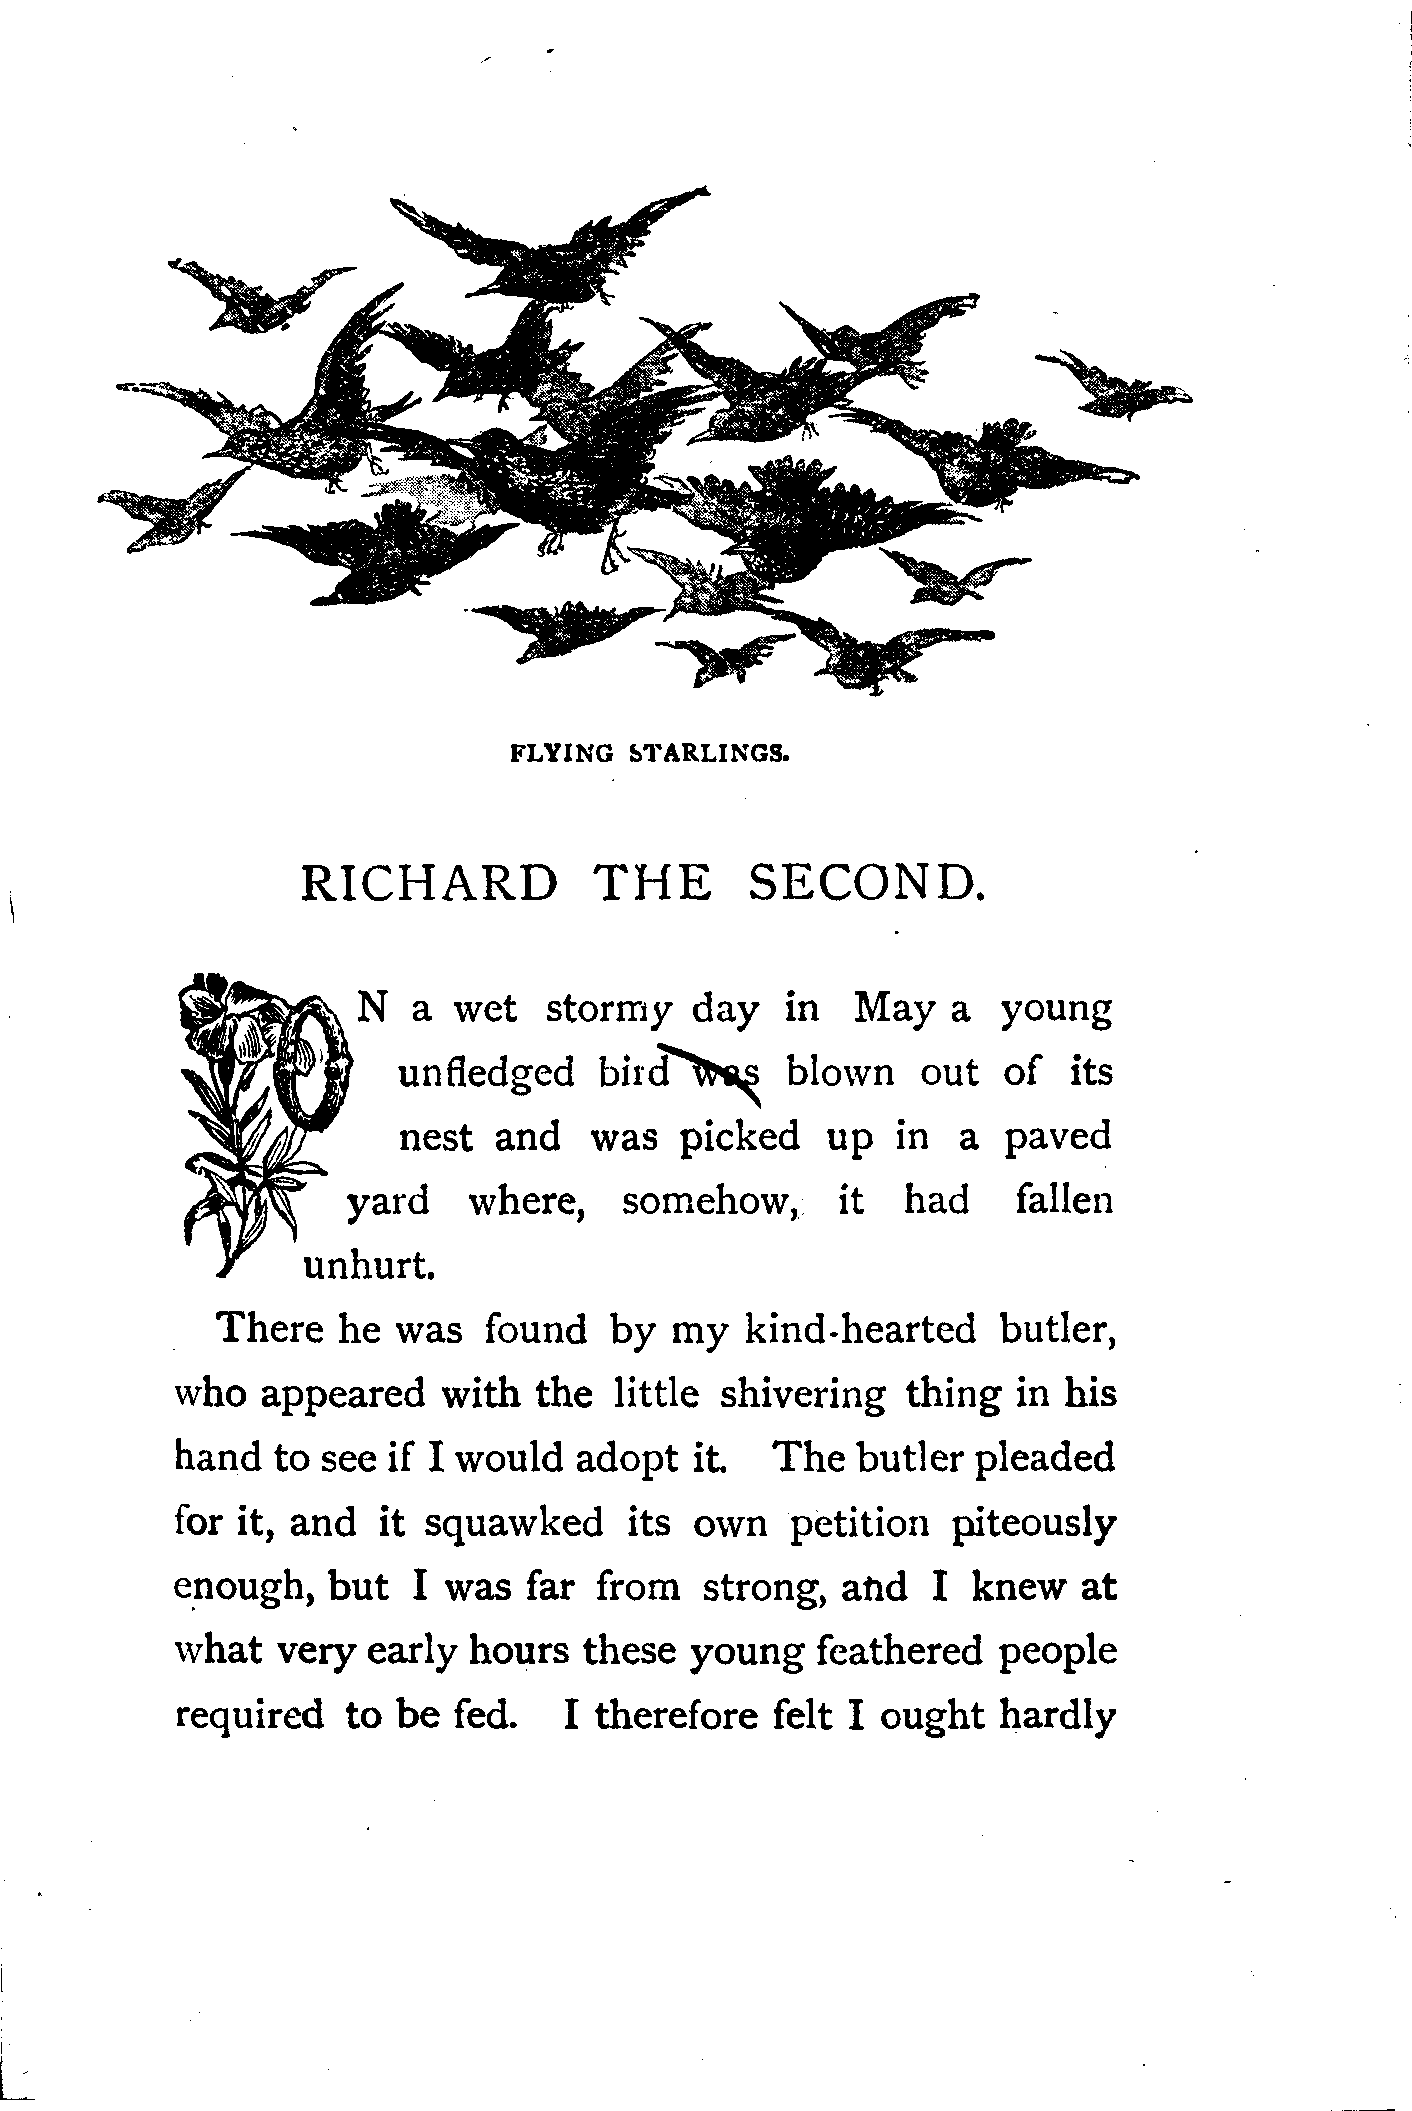 FLYING STARLINGS.
RICHARD THE SECOND.
ON a wet stormy day in May a young
unfledged bird was blown out of its
nest and was picked up in a paved
yard where, somehow, it had fallen
unhurt.
There he was found by my kind-hearted butler,
who appeared with the little shivering thing in his
hand to see if I would adopt it. The butler pleaded
for it, and it squawked its own petition piteously
enough, but I was far from strong, and I knew at
what very early hours these young feathered people
required to be fed. I therefore felt I ought hardly